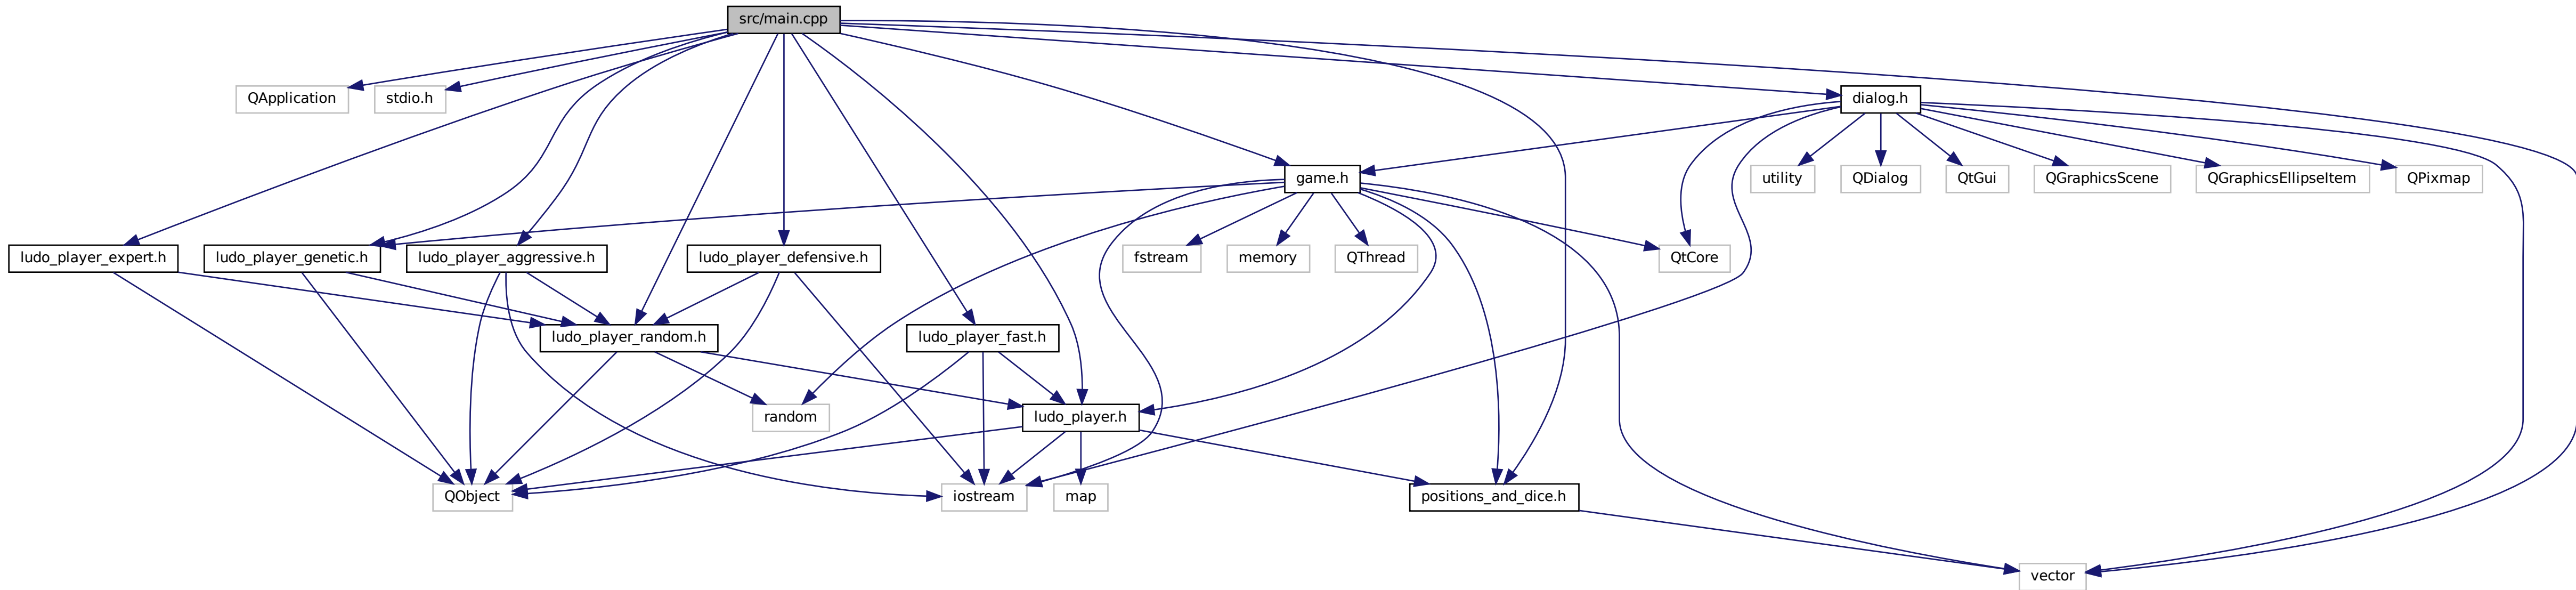 src/main.cpp
QApplication
stdio.h
dialog.h
game.h
utility
QDialog
QtGui
QGraphicsScene
QGraphicsEllipseItem
QPixmap
ludo_player_expert.h
ludo_player_genetic.h
ludo_player_aggressive.h
ludo_player_defensive.h
fstream
memory
QThread
QtCore
ludo_player_random.h
ludo_player_fast.h
random
ludo_player.h
QObject
iostream
map
positions_and_dice.h
vector